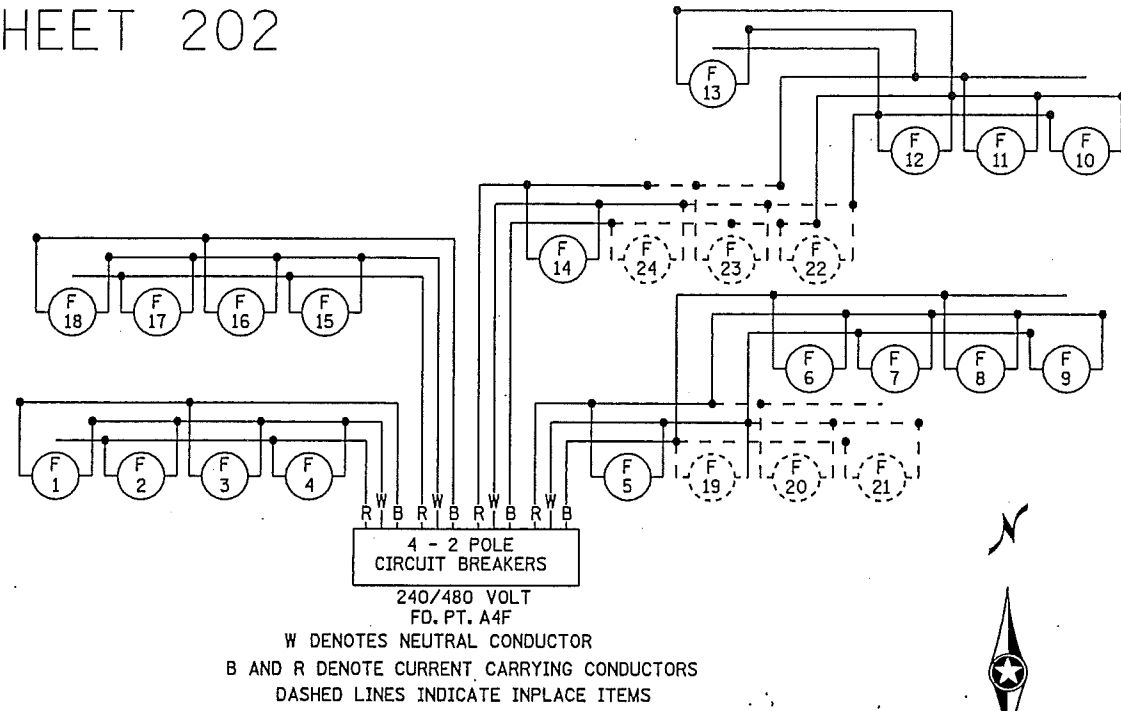 HEET 202
F 13
F 12
F 11
F 10
F 14
F 24
F 23
F 22
F 18
F 17
F 16
F 15
F 6
F 7
F 8
F 9
F 1
F 2
F 3
F 4
F 5
F 19
F 20
F 21
R W B R W B R W B R W B
4 - 2 POLE
CIRCUIT BREAKERS
240/480 VOLT
FD. PT. A4F
W DENOTES NEUTRAL CONDUCTOR
B AND R DENOTE CURRENT CARRYING CONDUCTORS
DASHED LINES INDICATE INPLACE ITEMS
N